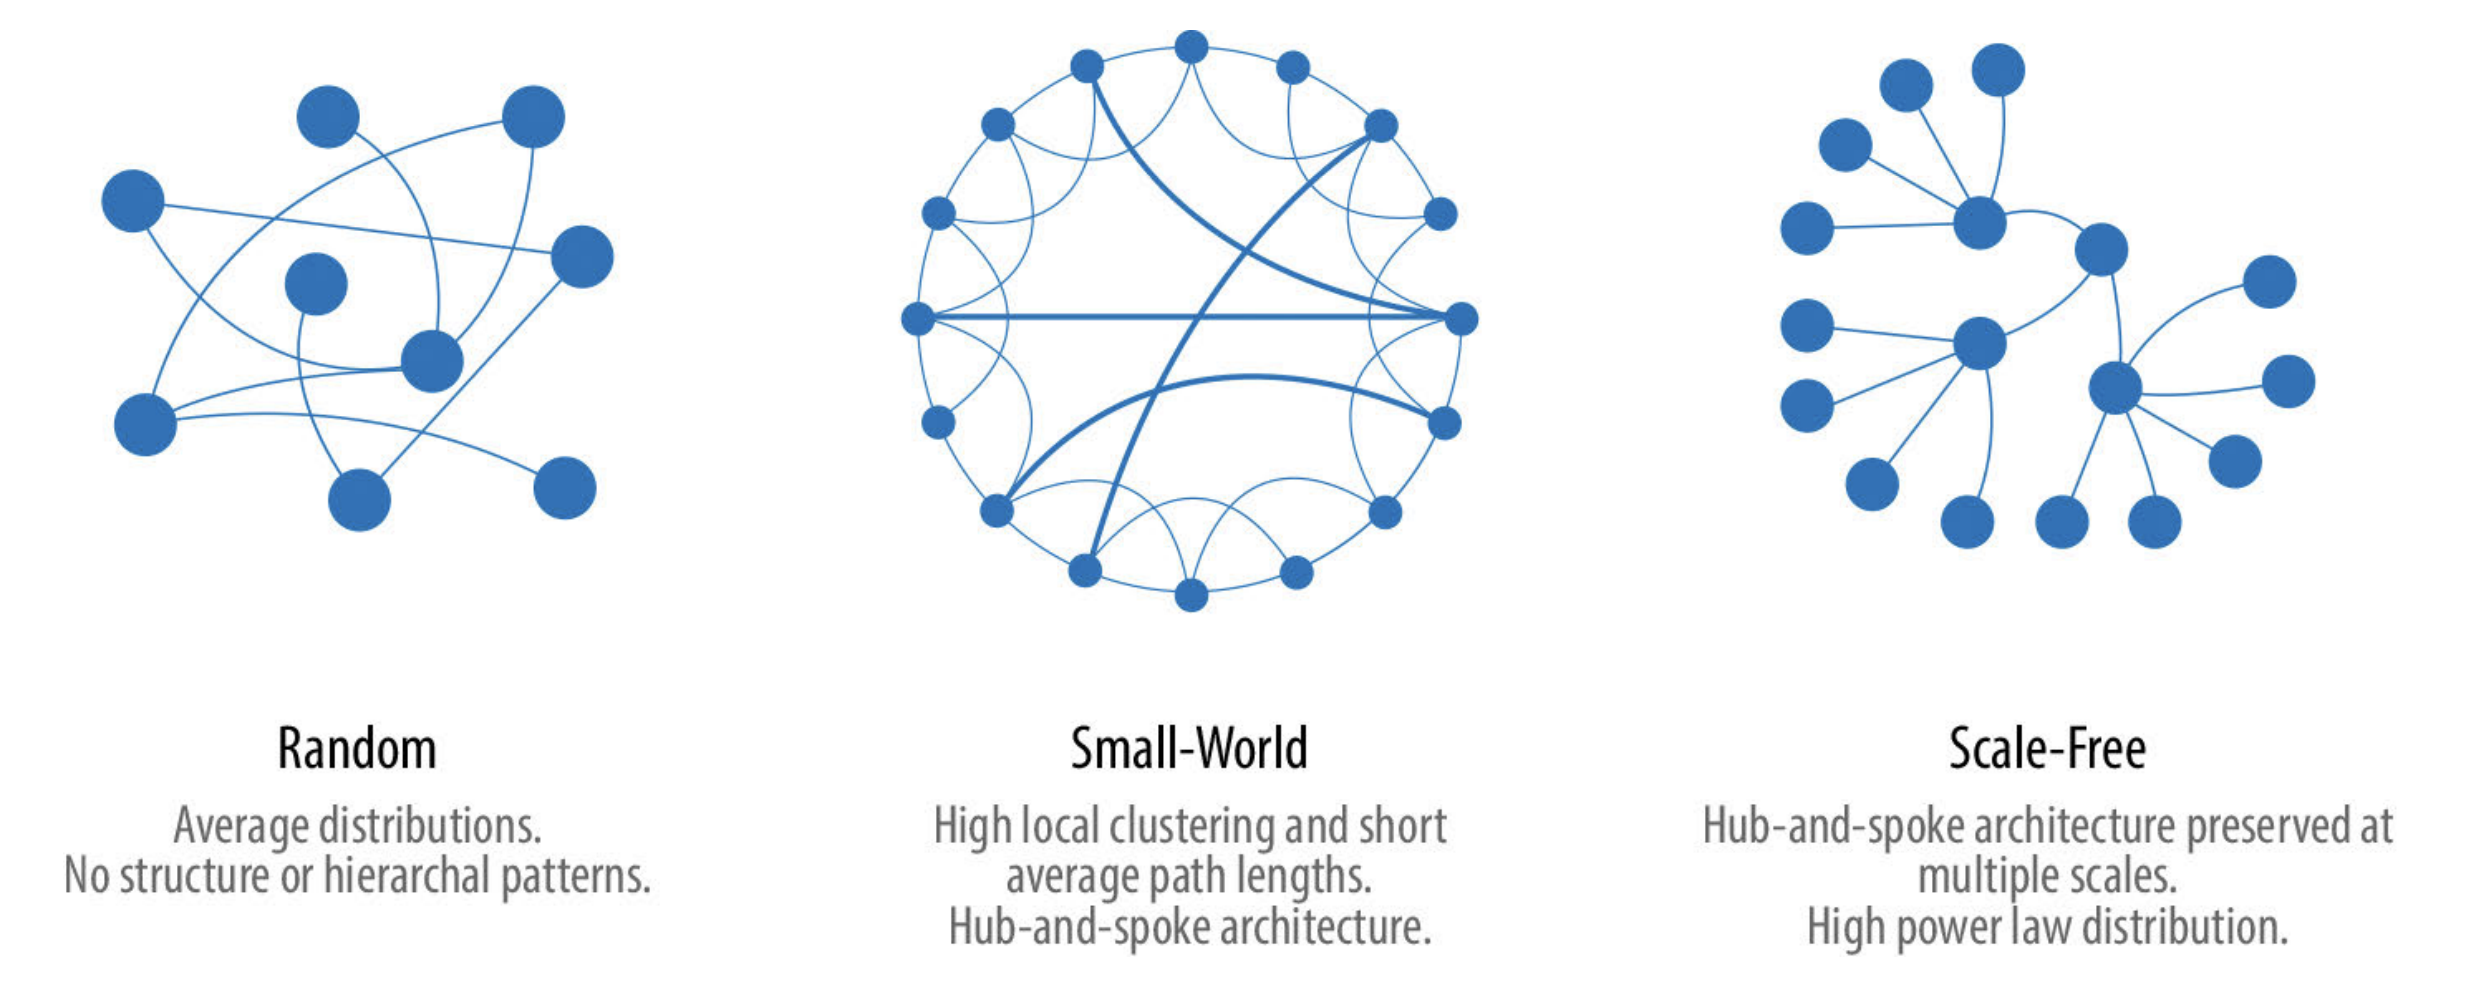 Random
Average distributions.
No structure or hierarchal patterns.
Small-World
High local clustering and short
average path lengths.
Hub-and-spoke architecture.
Scale-Free
Hub-and-spoke architecture preserved at
multiple scales.
High power law distribution.